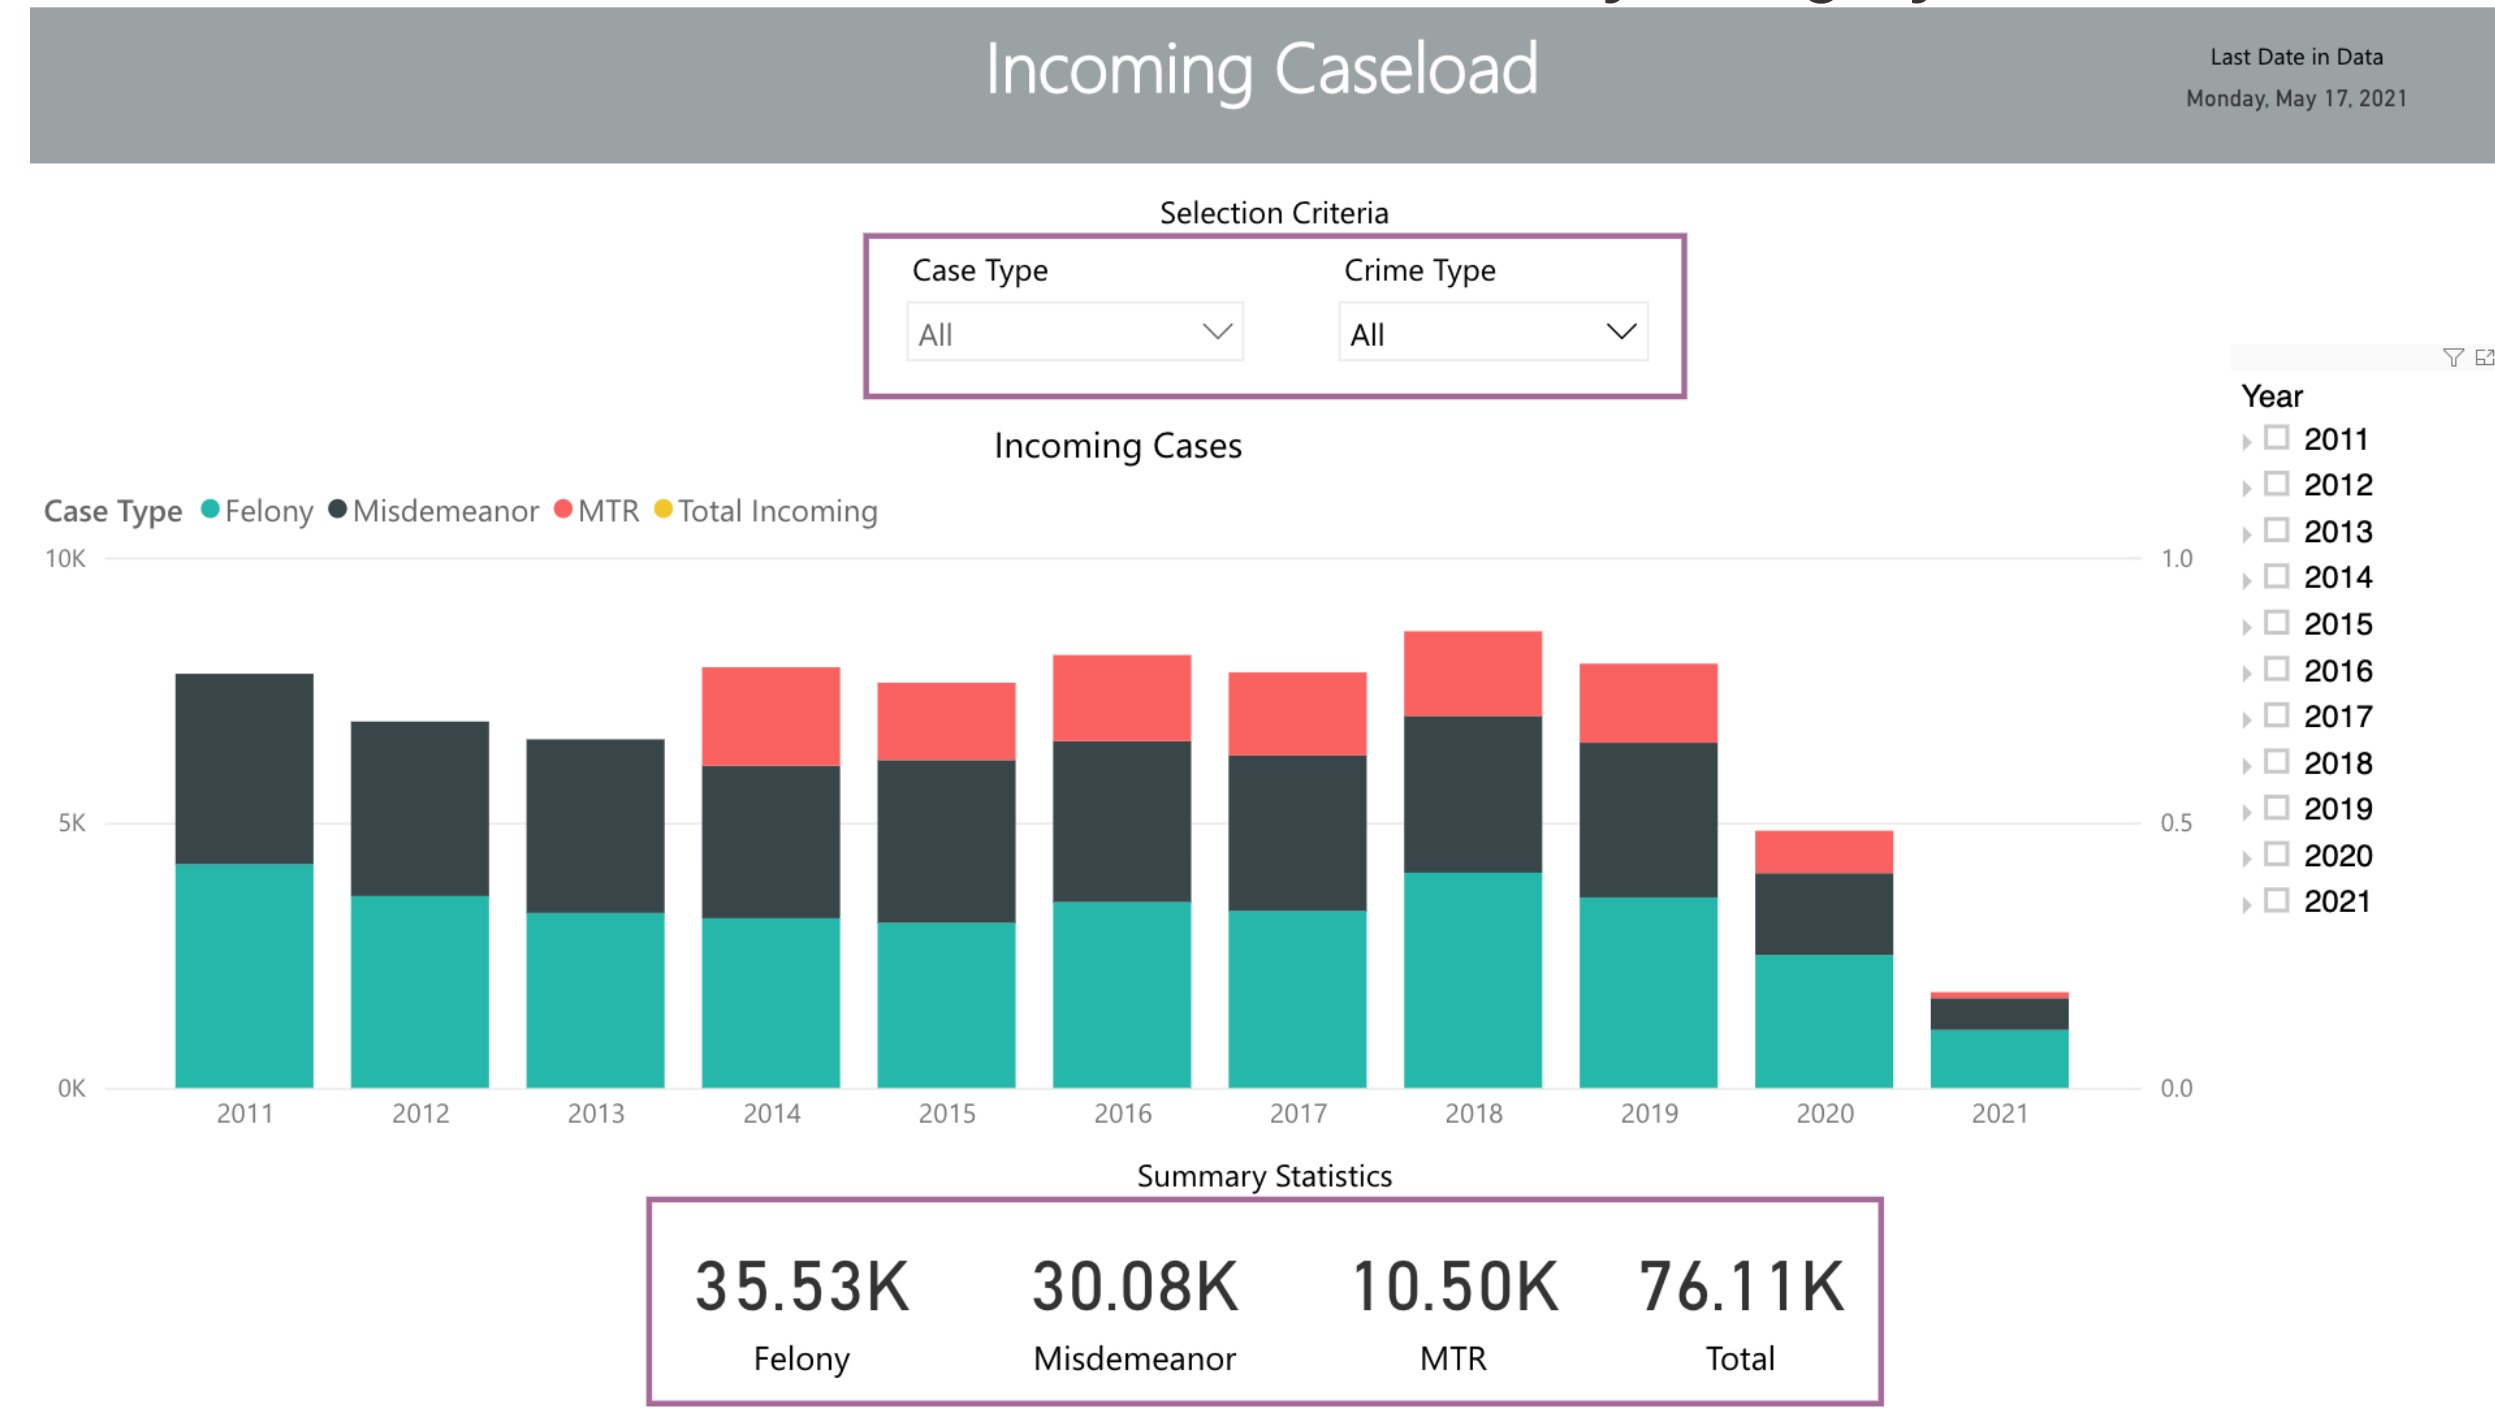 Incoming Caseload
Last Date in Data
Monday, May 17, 2021
Selection Criteria
Case Type
Crime Type
All
All
Incoming Cases
Year
2011
2012
2013
2014
2015
2016
2017
2018
2019
2020
2021
Case Type Felony Misdemeanor MTR Total Incoming
10K
5K
0K
1.0
0.5
0.0
2011 2012 2013 2014 2015 2016 2017 2018 2019 2020 2021
Summary Statistics
35.53K 30.08K 10.50K 76.11K
Felony Misdemeanor MTR Total